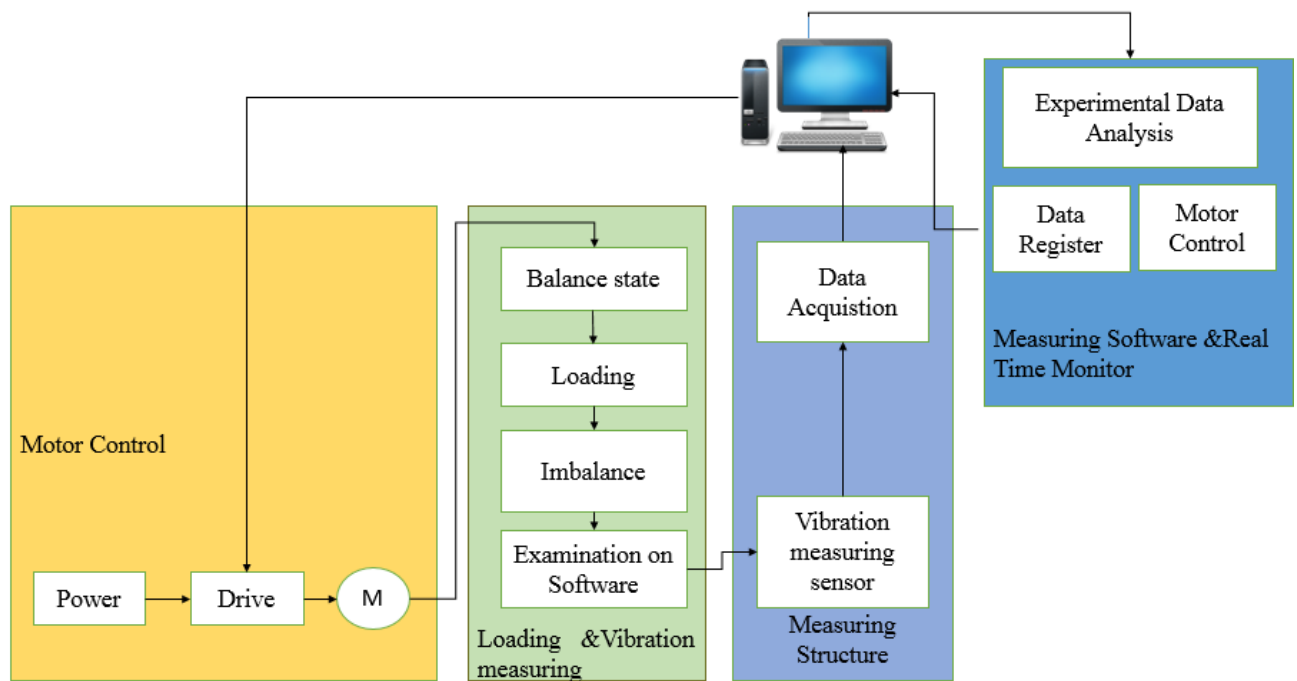 Experimental Data
Analysis
Data
Register
Motor
Control
Measuring Software &Real
Time Monitor
Motor Control
Power
Drive
M
Balance state
Loading
Imbalance
Examination on
Software
Loading &Vibration
measuring
Data
Acquistion
Vibration
measuring
sensor
Measuring
Structure